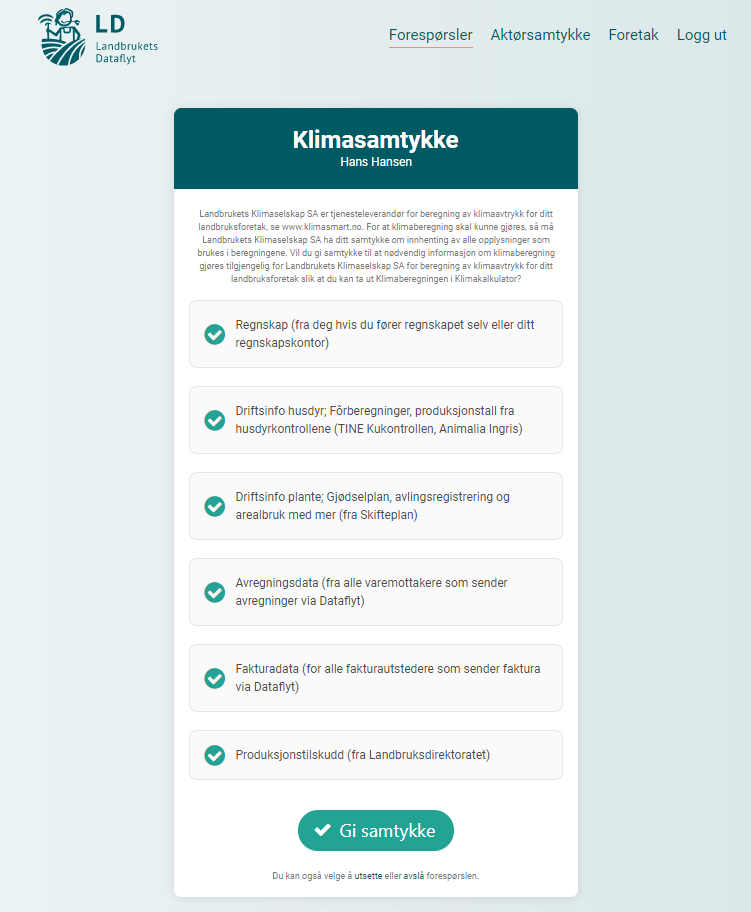 LD
Landbrukets
Dataflyt
Forespørsler Aktørsamtykke Foretak Logg ut
Klimasamtykke
Hans Hansen
Landbrukets Klimaselskap SA er tjenesteleverandør for beregning av klimaavtrykk for ditt
landbruksforetak, se www.klimasmart.no. For at klimaberegning skal kunne gjøres, så må
Landbrukets Klimaselskap SA ha ditt samtykke om innhenting av alle opplysninger som
brukes i beregningene. Vil du gi samtykke til at nødvendig informasjon om klimaberegning
gjøres tilgjengelig for Landbrukets Klimaselskap SA for beregning av klimaavtrykk for ditt
landbruksforetak slik at du kan ta ut Klimaberegningen i Klimakalkulator?
Regnskap (fra deg hvis du fører regnskapet selv eller ditt
regnskapskontor)
Driftsinfo husdyr; Fôrberegninger, produksjonstall fra
husdyrkontrollene (TINE Kukontrollen, Animalia Ingris)
Driftsinfo plante; Gjødselplan, avlingsregistrering og
arealbruk med mer (fra Skifteplan)
Avregningsdata (fra alle varemottakere som sender
avregninger via Dataflyt)
Fakturadata (for alle fakturautstedere som sender faktura
via Dataflyt)
Produksjonstilskudd (fra Landbruksdirektoratet)
Gi samtykke
Du kan også velge å utsette eller avslå forespørslen.